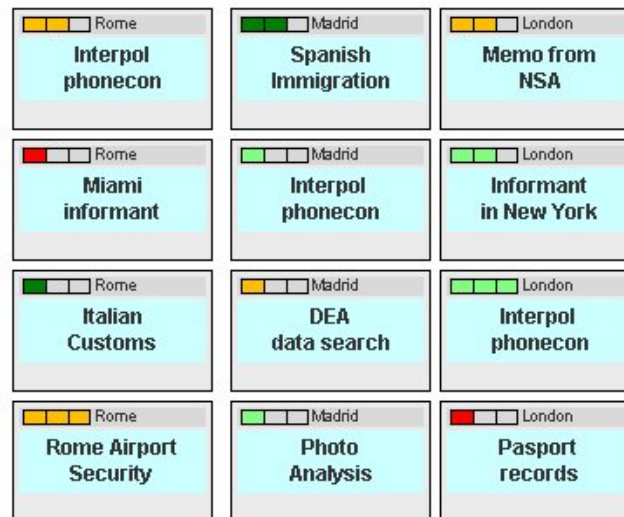 Rome
Interpol
phonecon
Madrid
Spanish
Immigration
London
Memo from
NSA
Rome
Miami
informant
Madrid
Interpol
phonecon
London
Informant
in New York
Rome
Italian
Customs
Madrid
DEA
data search
London
Interpol
phonecon
Rome
Rome Airport
Security
Madrid
Photo
Analysis
London
Pasport
records